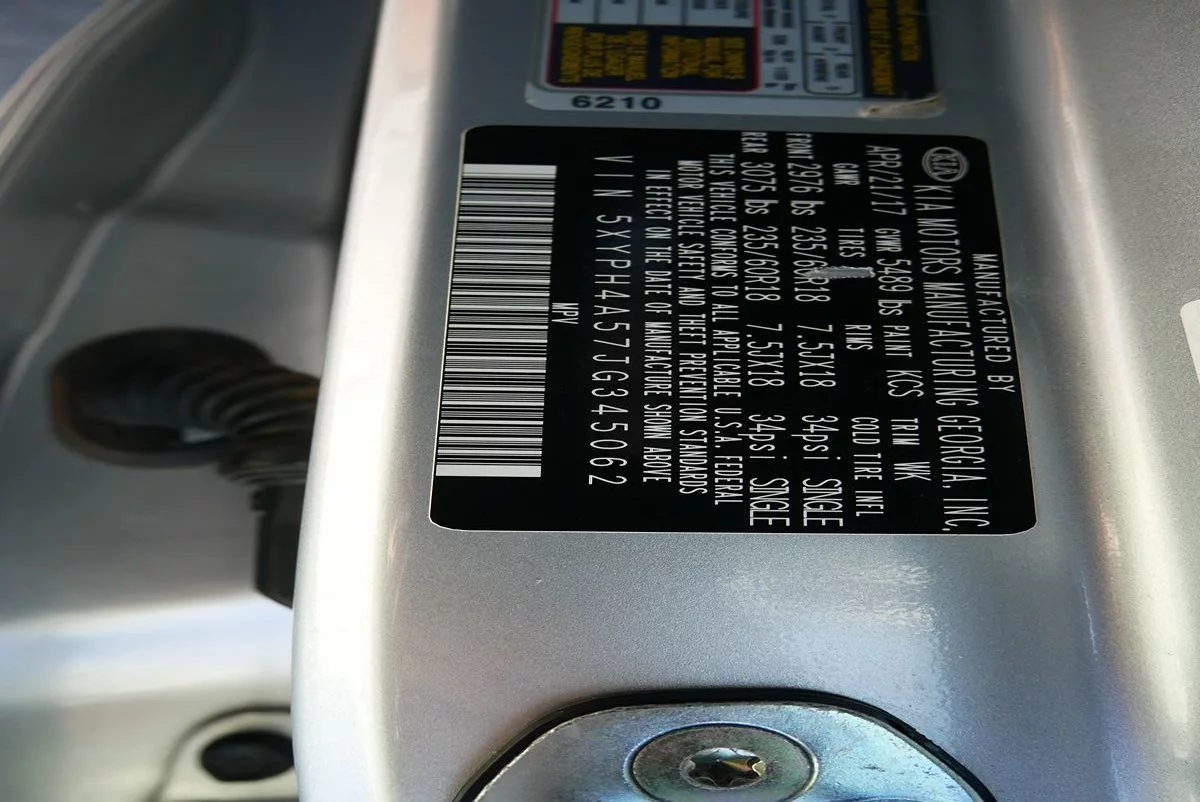 6210
KIA
MANUFACTURED BY
KIA MOTORS MANUFACTURING GEORGIA, INC.
APR/21/17 GVWR 5489 lbs PAINT KCS TRIM WK
GAWR TIRES RIMS COLD TIRE INFL
FRONT 2976 lbs 235/60R18 7.5JX18 34psi SINGLE
REAR 3075 lbs 235/60R18 7.5JX18 34psi SINGLE
THIS VEHICLE CONFORMS TO ALL APPLICABLE U.S.A. FEDERAL
MOTOR VEHICLE SAFETY AND THEFT PREVENTION STANDARDS
IN EFFECT ON THE DATE OF MANUFACTURE SHOWN ABOVE
VIN 5XYPH4A57JG345062
MPV